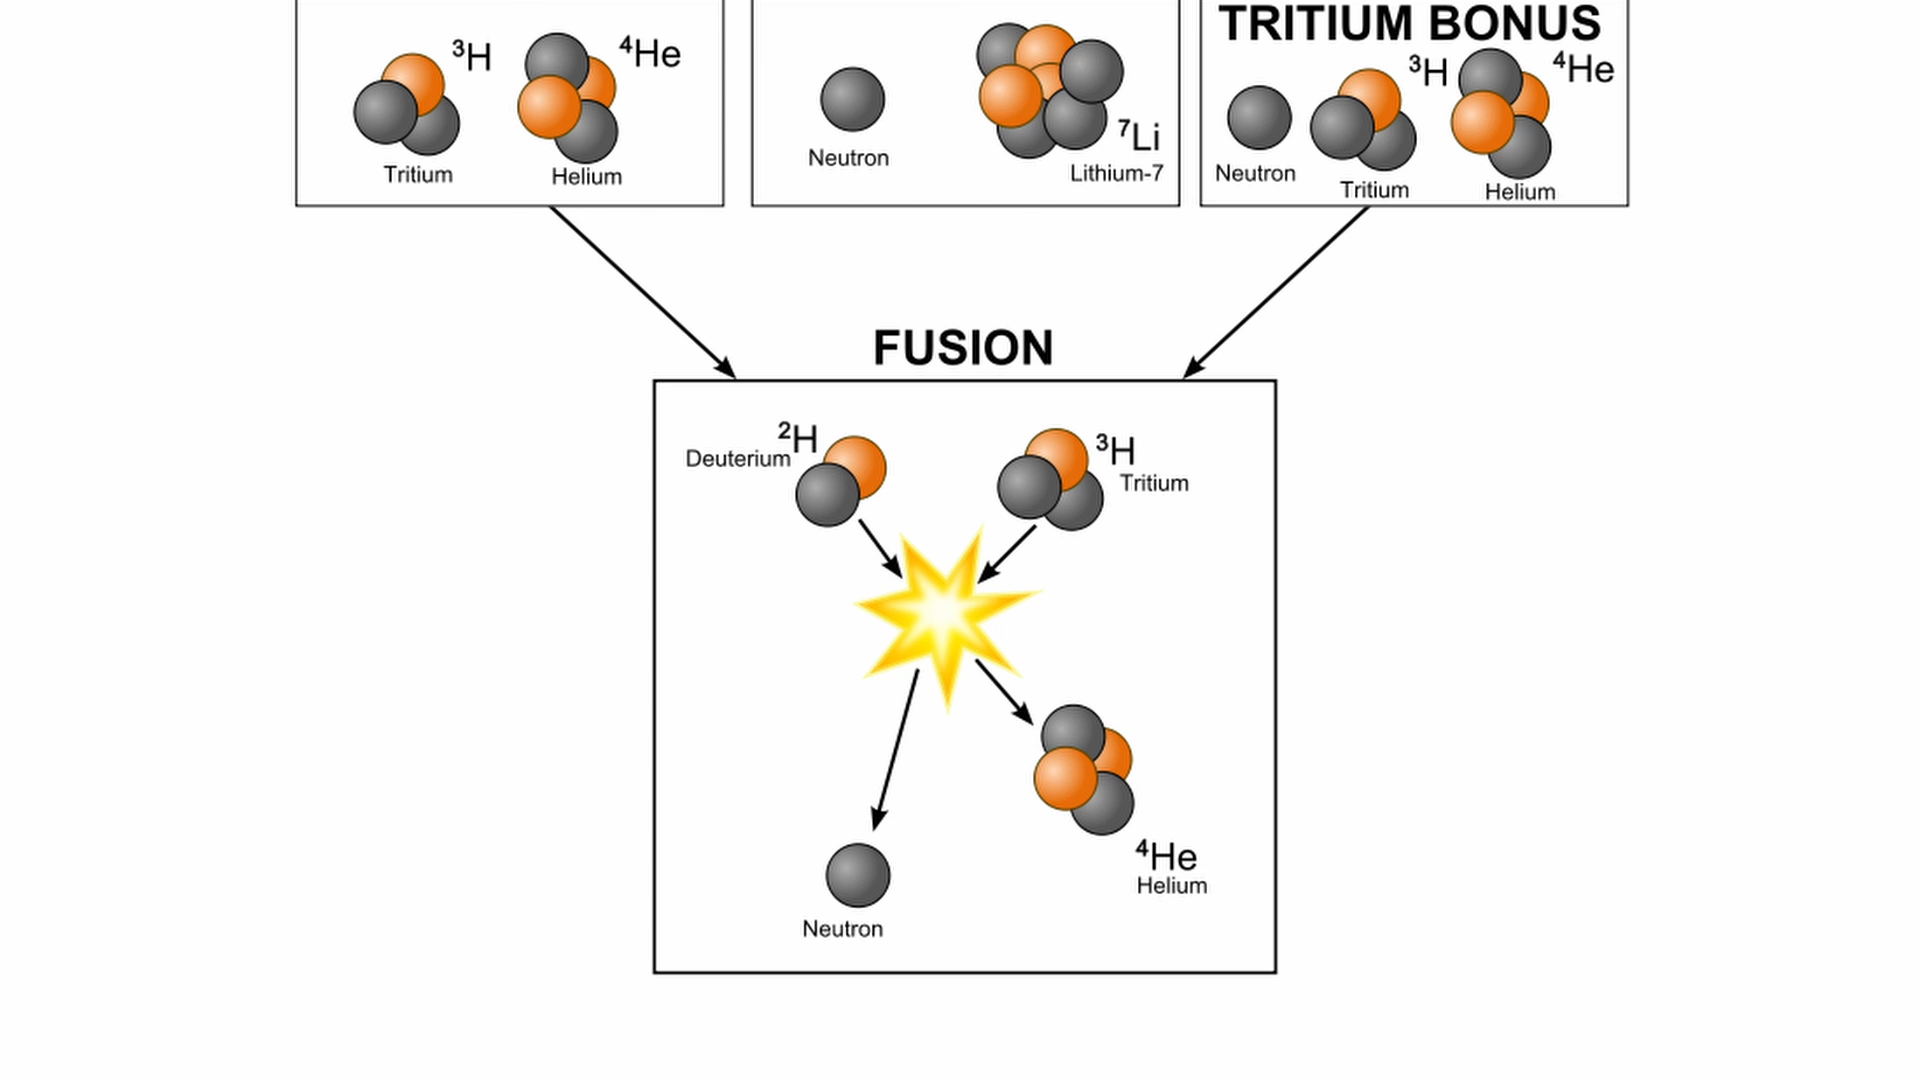 ³H
⁴He
Tritium
Helium
Neutron
⁷Li
Lithium-7
TRITIUM BONUS
³H
⁴He
Neutron
Tritium
Helium
FUSION
²H
Deuterium
³H
Tritium
⁴He
Helium
Neutron